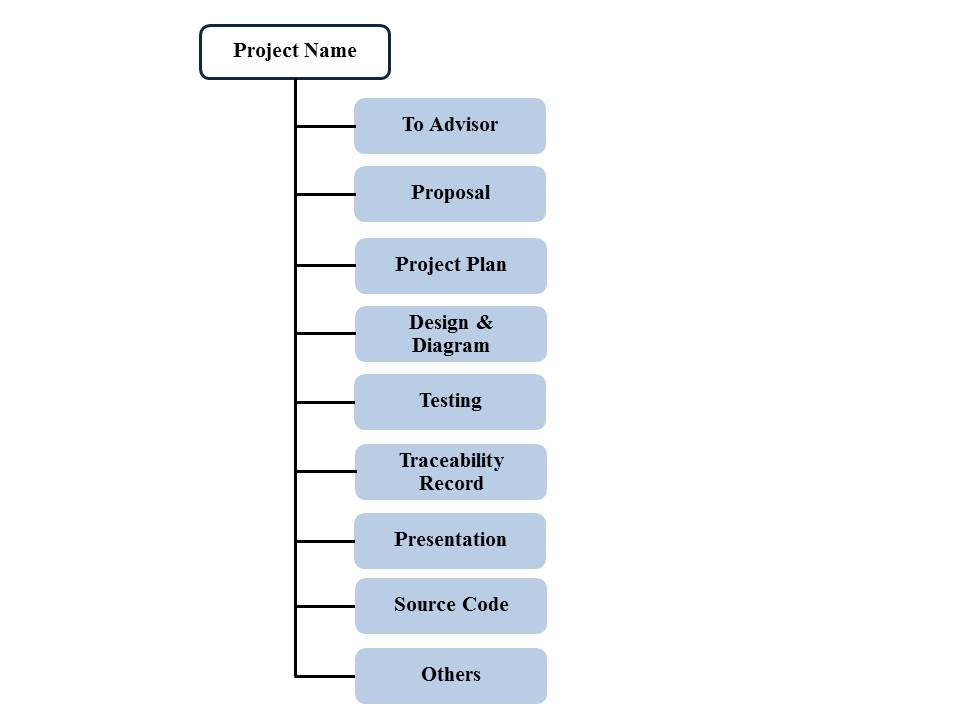 Project Name
To Advisor
Proposal
Project Plan
Design &
Diagram
Testing
Traceability
Record
Presentation
Source Code
Others